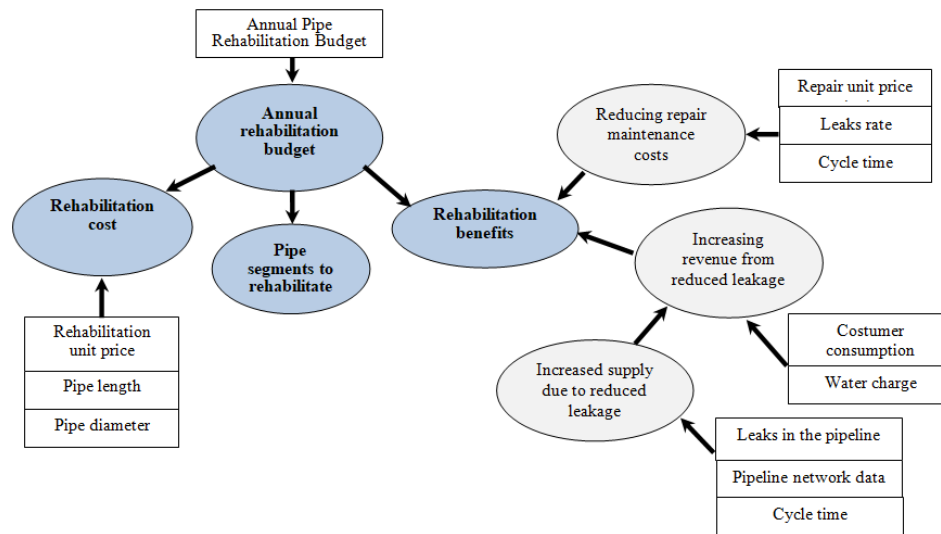 Annual Pipe
Rehabilitation Budget
Annual
rehabilitation
budget
Rehabilitation
cost
Pipe
segments to
rehabilitate
Rehabilitation
benefits
Reducing repair
maintenance
costs
Repair unit price
Leaks rate
Cycle time
Increasing
revenue from
reduced leakage
Costumer
consumption
Water charge
Increased supply
due to reduced
leakage
Leaks in the pipeline
Pipeline network data
Cycle time
Rehabilitation
unit price
Pipe length
Pipe diameter